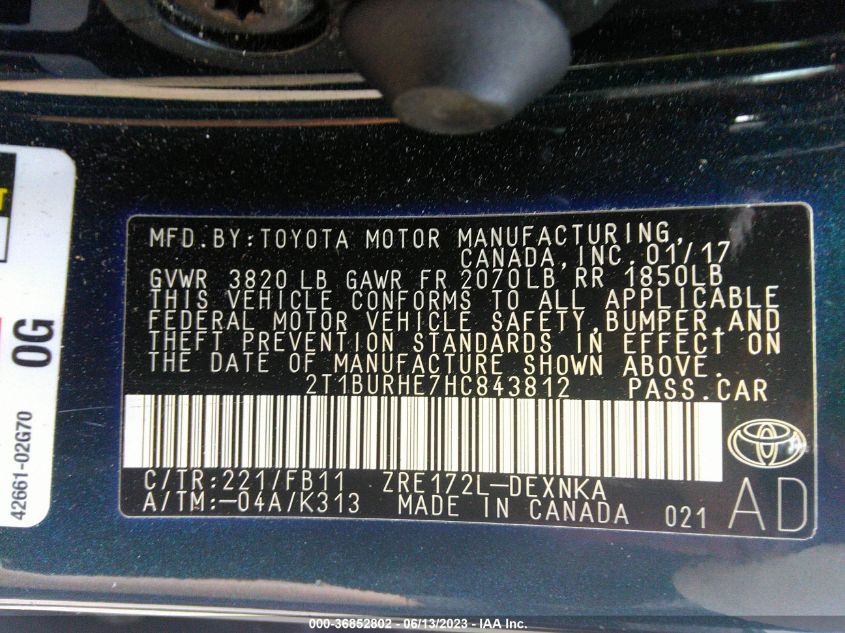 MFD.BY:TOYOTA MOTOR MANUFACTURING,
CANADA,INC.01/17
GVWR 3820 LB GAWR FR 2070LB RR 1850LB
THIS VEHICLE CONFORMS TO ALL APPLICABLE
FEDERAL MOTOR VEHICLE SAFETY,BUMPER,AND
THEFT PREVENTION STANDARDS IN EFFECT ON
THE DATE OF MANUFACTURE SHOWN ABOVE.
2T1BURHE7HC843812 PASS.CAR
C/TR:221/FB11 ZRE172L-DEXNKA
A/TM:-04A/K313 MADE IN CANADA 021 AD
0G
42661-02G70
000-36852802 - 06/13/2023 - IAA Inc.